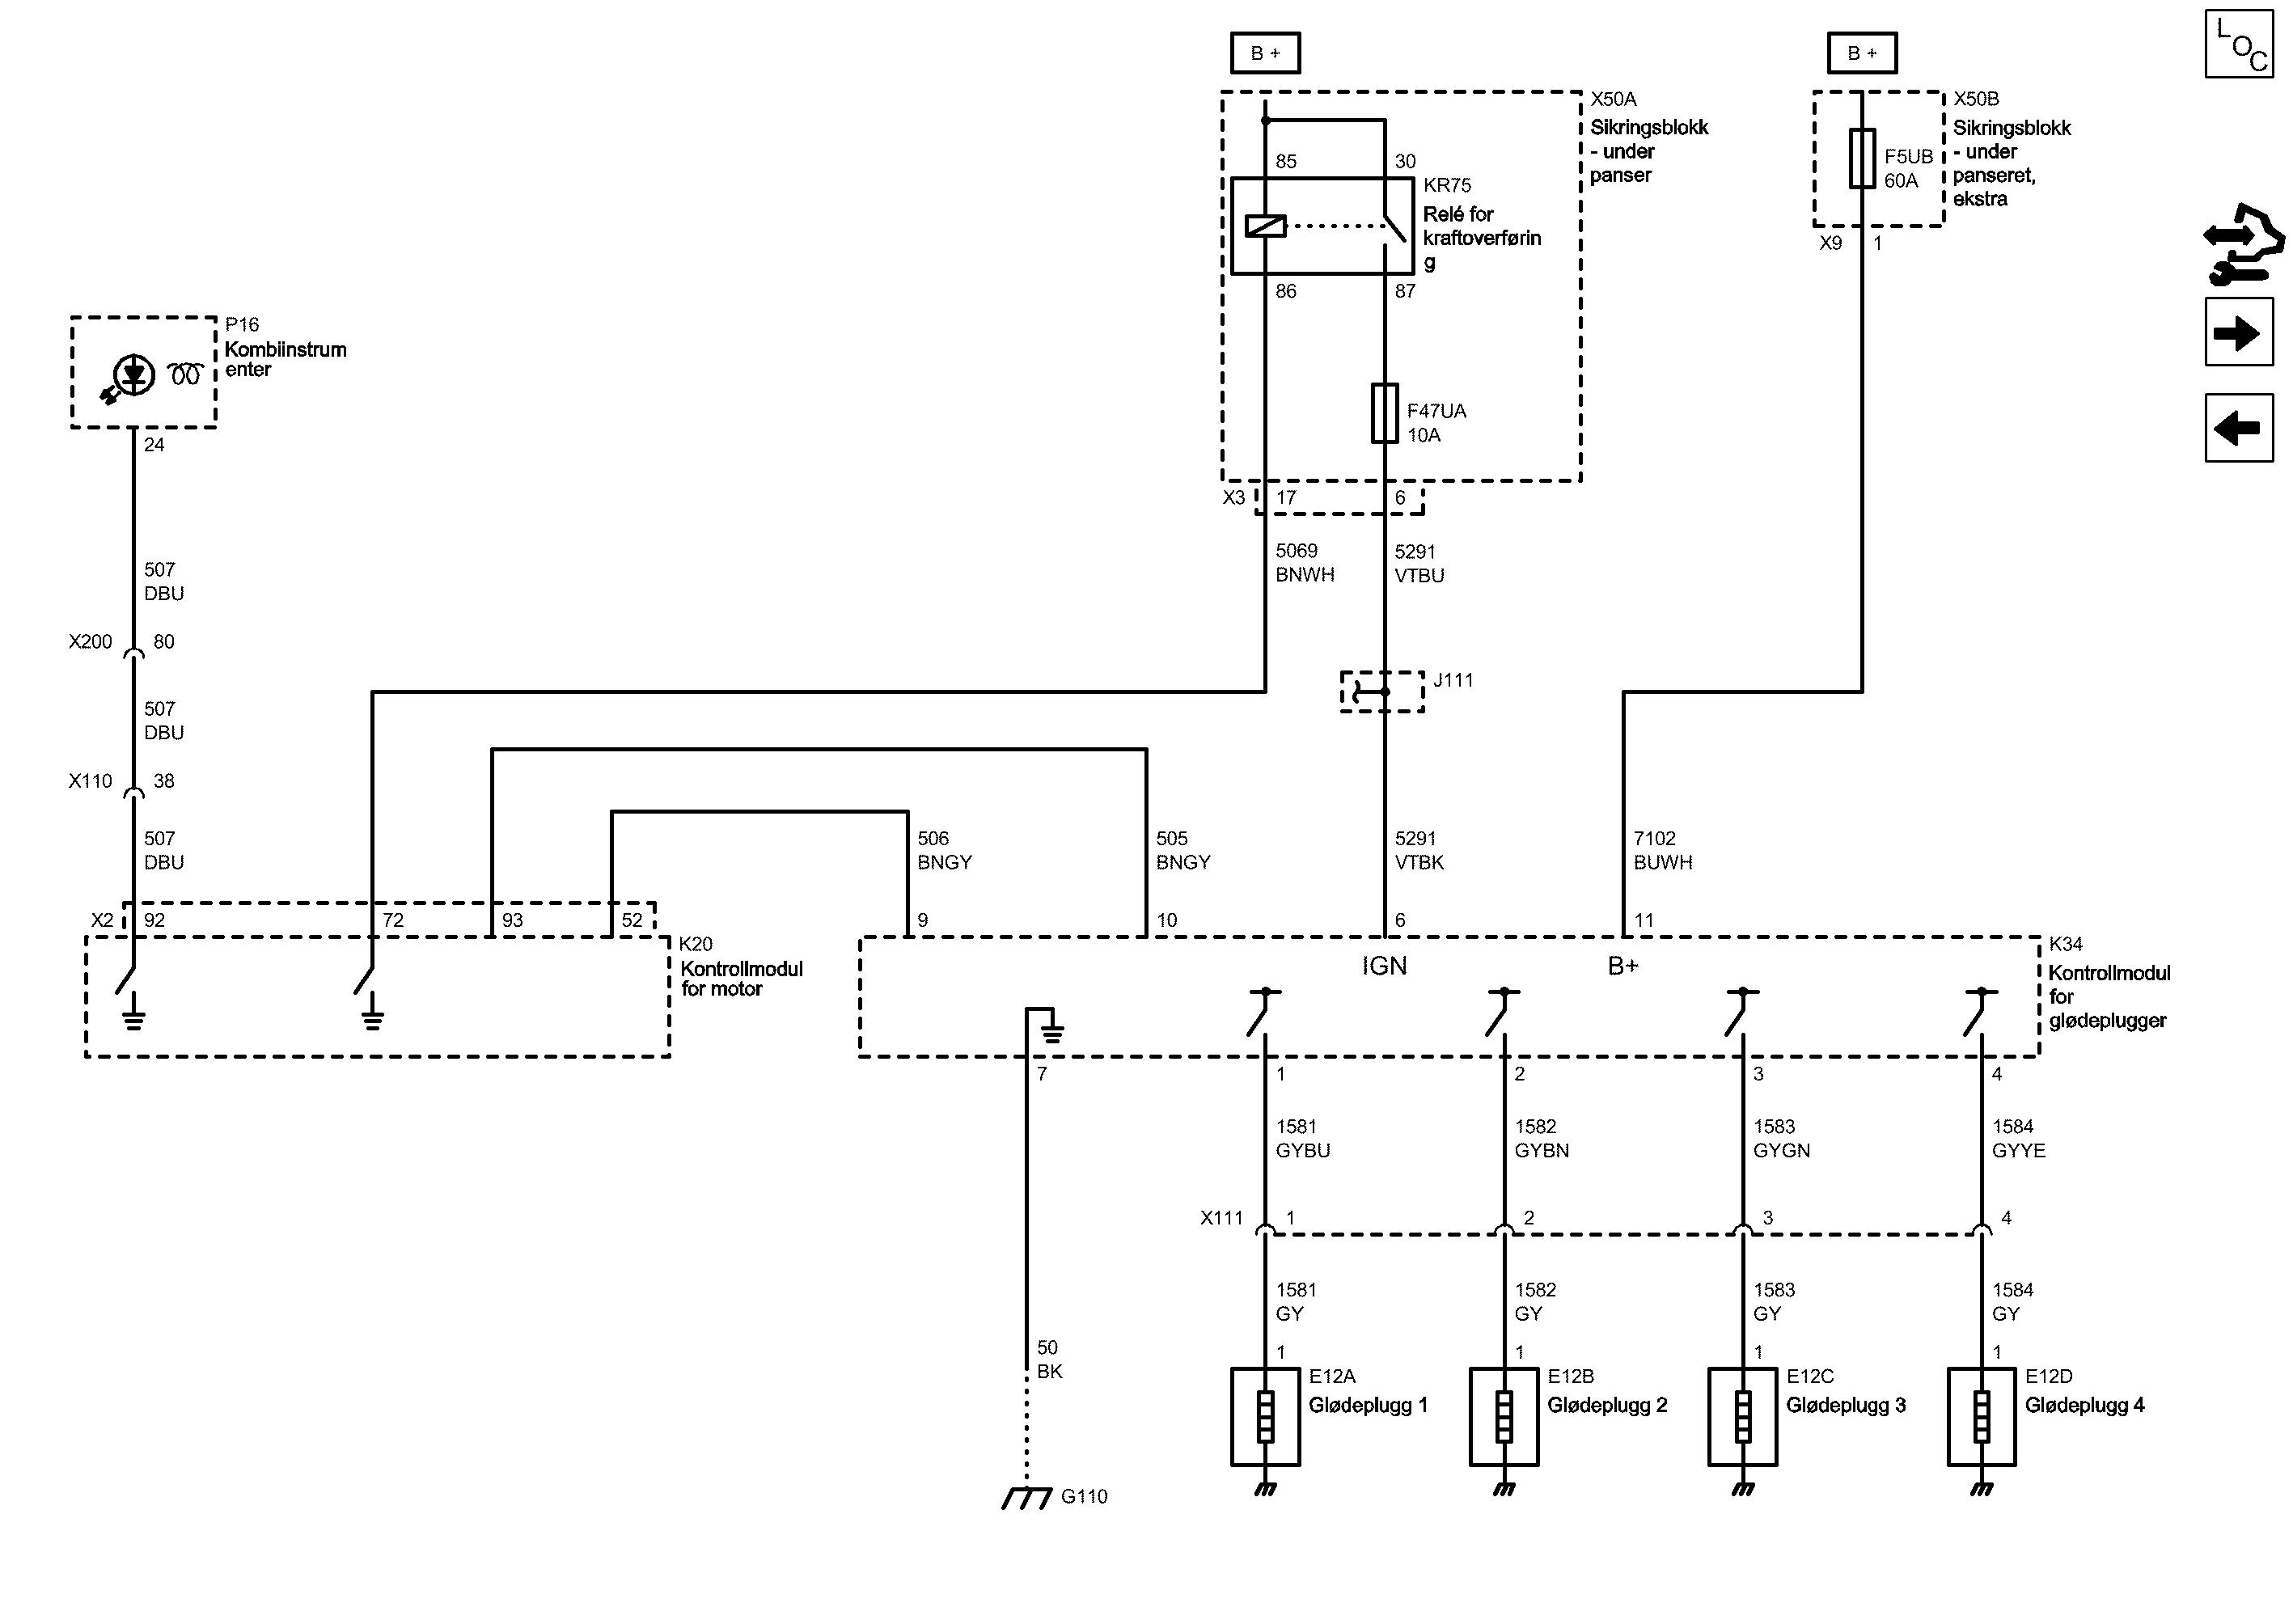 B +
B +
LOC
X50A
Sikringsblokk
- under
panser
X50B
Sikringsblokk
- under
panseret,
ekstra
F5UB
60A
X9 1
85 30
KR75
Relé for
kraftoverførin
g
86 87
F47UA
10A
X3 17 6
P16
Kombiinstrum
enter
24
507
DBU
X200 80
507
DBU
X110 38
507
DBU
5069
BNWH
5291
VTBU
J111
506
BNGY
505
BNGY
5291
VTBK
7102
BUWH
X2 92 72 93 52
K20
Kontrollmodul
for motor
9 10 6 11
IGN B+
K34
Kontrollmodul
for
glødeplugger
7 1 2 3 4
1581
GYBU
1582
GYBN
1583
GYGN
1584
GYYE
X111 1 2 3 4
1581
GY
1582
GY
1583
GY
1584
GY
50
BK
1 1 1 1
E12A
Glødeplugg 1
E12B
Glødeplugg 2
E12C
Glødeplugg 3
E12D
Glødeplugg 4
G110